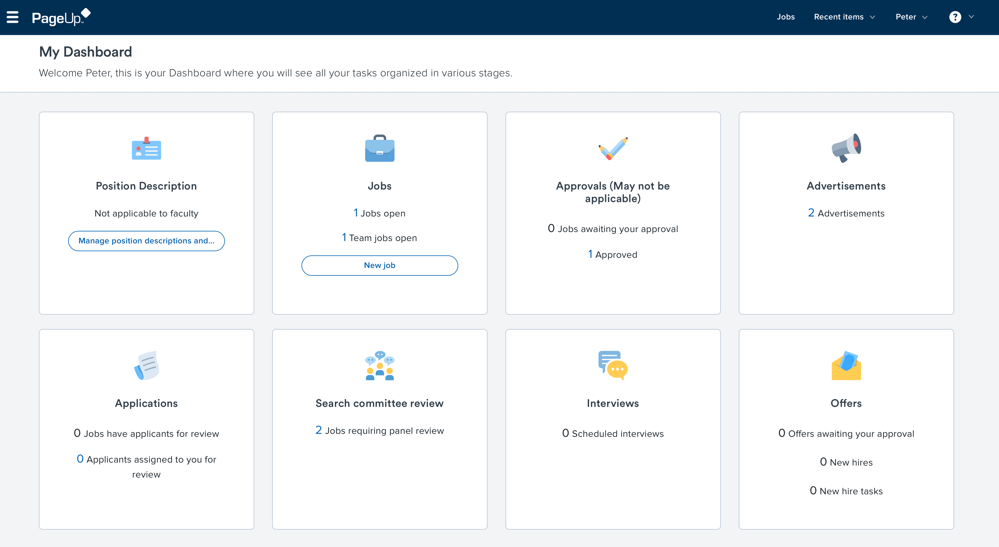 PageUp™
Jobs
Recent items
Peter
?
My Dashboard
Welcome Peter, this is your Dashboard where you will see all your tasks organized in various stages.
Position Description
Not applicable to faculty
Manage position descriptions and...
Jobs
1 Jobs open
1 Team jobs open
New job
Approvals (May not be
applicable)
0 Jobs awaiting your approval
1 Approved
Advertisements
2 Advertisements
Applications
0 Jobs have applicants for review
0 Applicants assigned to you for
review
Search committee review
2 Jobs requiring panel review
Interviews
0 Scheduled interviews
Offers
0 Offers awaiting your approval
0 New hires
0 New hire tasks